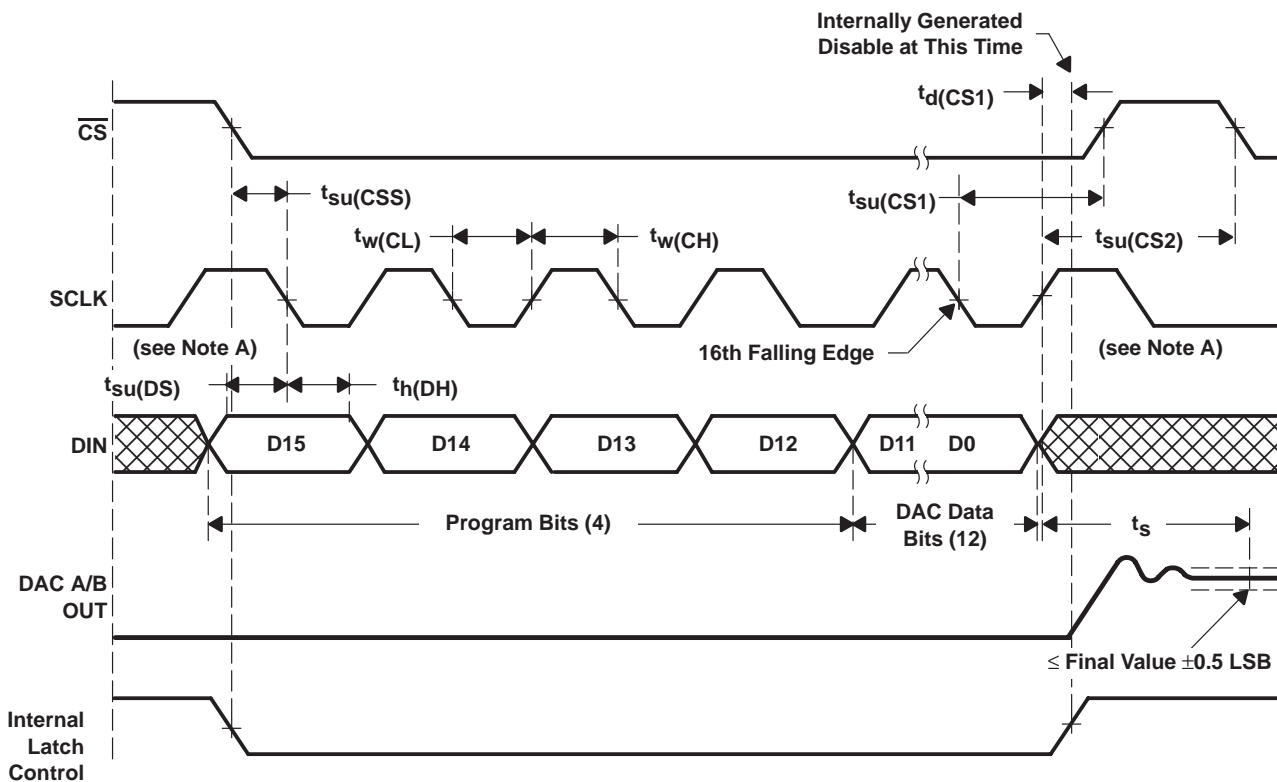 Internally Generated
Disable at This Time
td(CS1)
CS
tsu(CSS)
tsu(CS1)
tw(CL)
tw(CH)
tsu(CS2)
SCLK
(see Note A)
16th Falling Edge
(see Note A)
tsu(DS)
th(DH)
DIN
D15
D14
D13
D12
D11
D0
Program Bits (4)
DAC Data
Bits (12)
ts
DAC A/B
OUT
≤ Final Value ±0.5 LSB
Internal
Latch
Control